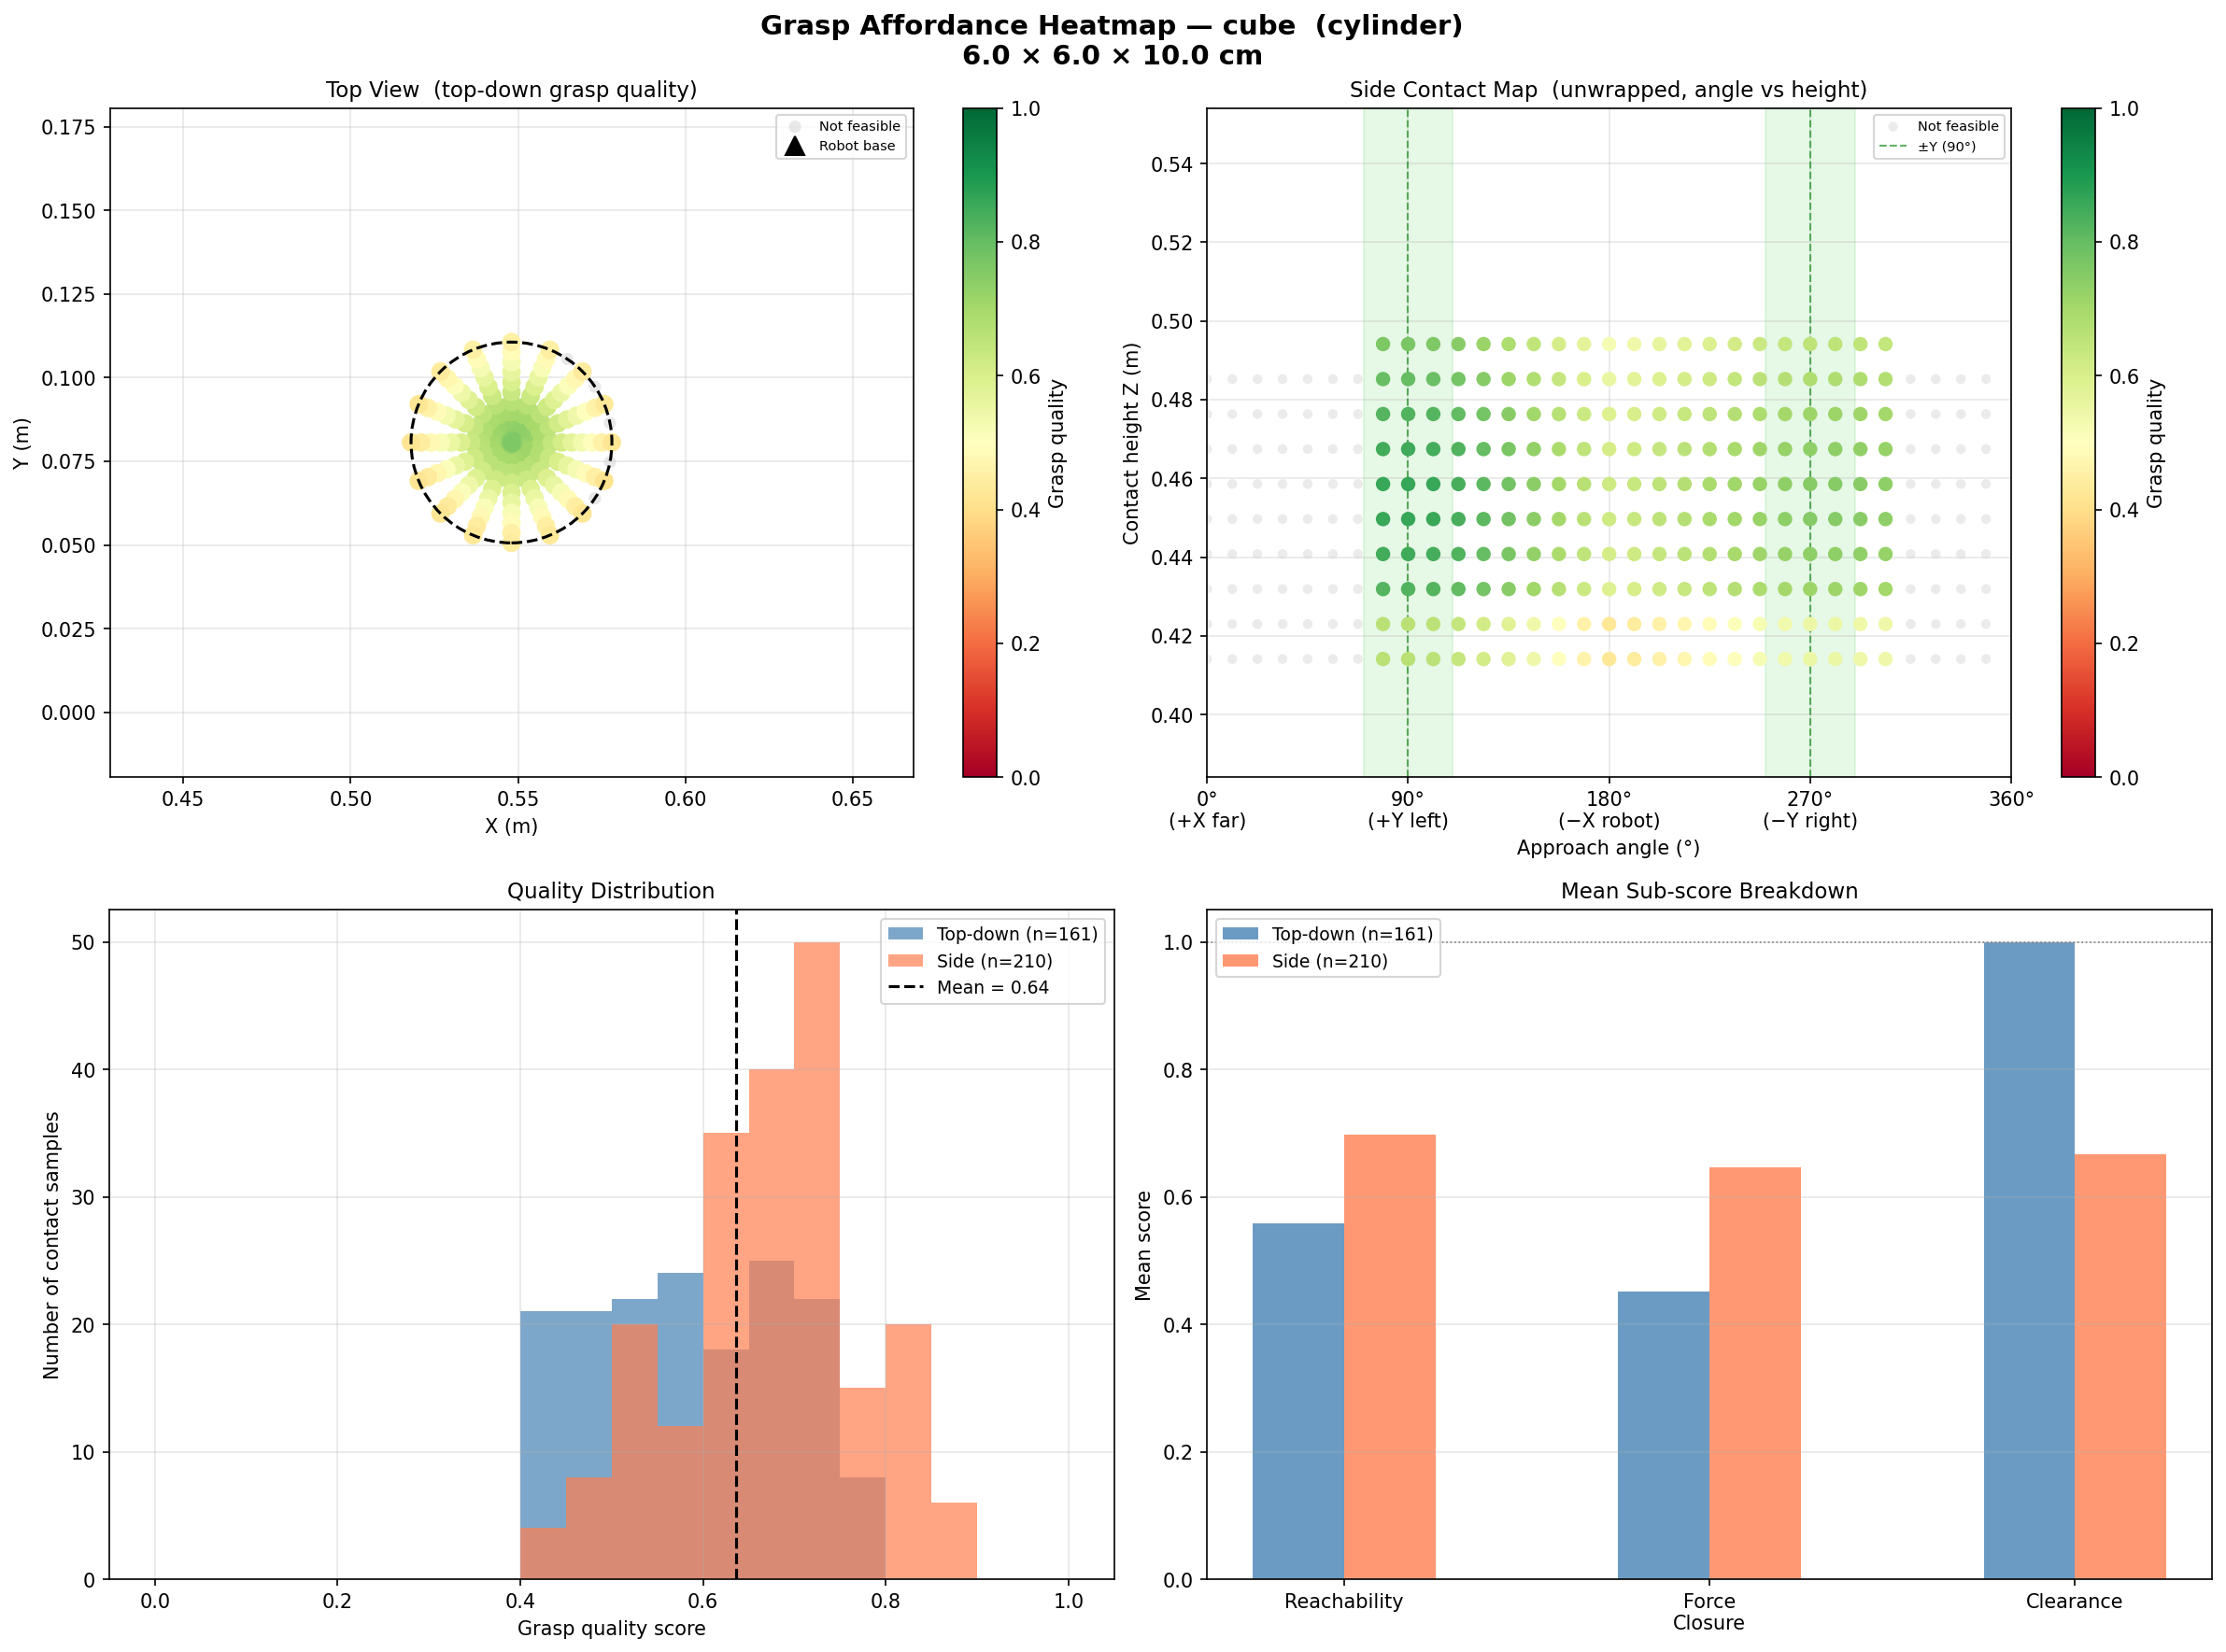 Grasp Affordance Heatmap — cube  (cylinder)
6.0 × 6.0 × 10.0 cm
Top View  (top-down grasp quality)
Not feasible
Robot base
0.175
0.150
0.125
0.100
0.075
0.050
0.025
0.000
Y (m)
0.45
0.50
0.55
0.60
0.65
X (m)
1.0
0.8
0.6
0.4
0.2
0.0
Grasp quality
Side Contact Map  (unwrapped, angle vs height)
Not feasible
±Y (90°)
0.54
0.52
0.50
0.48
0.46
0.44
0.42
0.40
Contact height Z (m)
0°
(+X far)
90°
(+Y left)
180°
(−X robot)
270°
(−Y right)
360°
Approach angle (°)
1.0
0.8
0.6
0.4
0.2
0.0
Grasp quality
Quality Distribution
Top-down (n=161)
Side (n=210)
Mean = 0.64
50
40
30
20
10
0
Number of contact samples
0.0
0.2
0.4
0.6
0.8
1.0
Grasp quality score
Mean Sub-score Breakdown
Top-down (n=161)
Side (n=210)
1.0
0.8
0.6
0.4
0.2
0.0
Mean score
Reachability
Force
Closure
Clearance